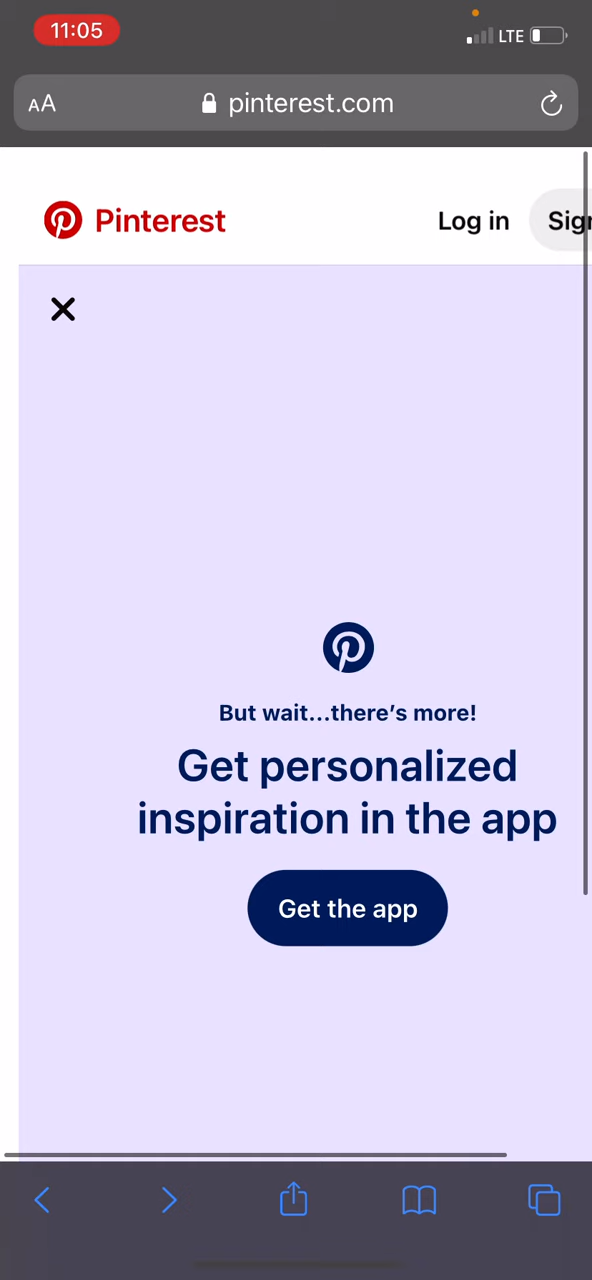 11:05
LTE
AA
pinterest.com
Pinterest
Log in
Sign
But wait...there's more!
Get personalized
inspiration in the app
Get the app